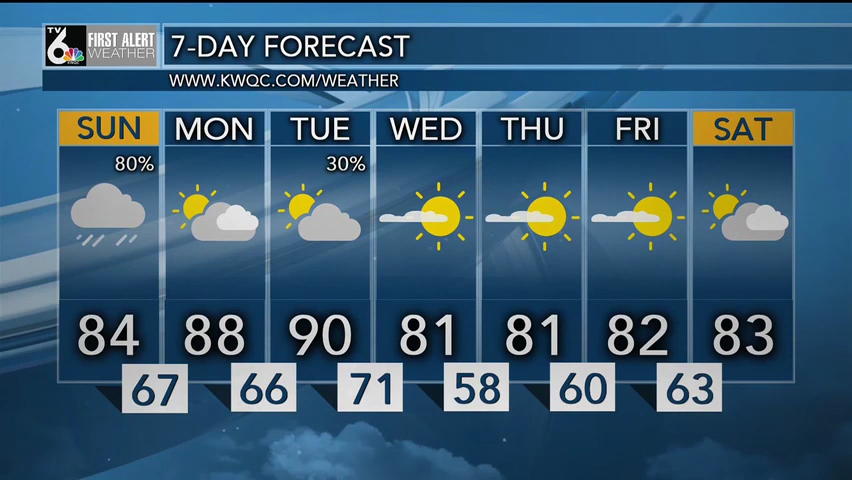 TV
6
KWQC
FIRST ALERT
WEATHER
7-DAY FORECAST
WWW.KWQC.COM/WEATHER
SUN MON TUE WED THU FRI SAT
80% 30%
84 88 90 81 81 82 83
67 66 71 58 60 63